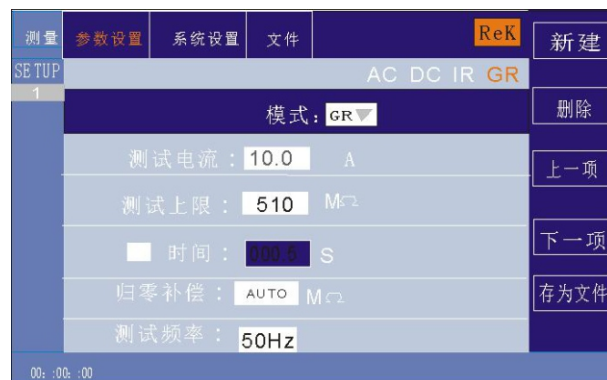 测量 参数设置 系统设置 文件 ReK 新建
SETUP AC DC IR GR
1
模式：GR
删除
测试电流：10.0 A
上一项
测试上限：510 MΩ
时间：000.5 S
下一项
归零补偿：AUTO MΩ
存为文件
测试频率：50Hz
00：00：00